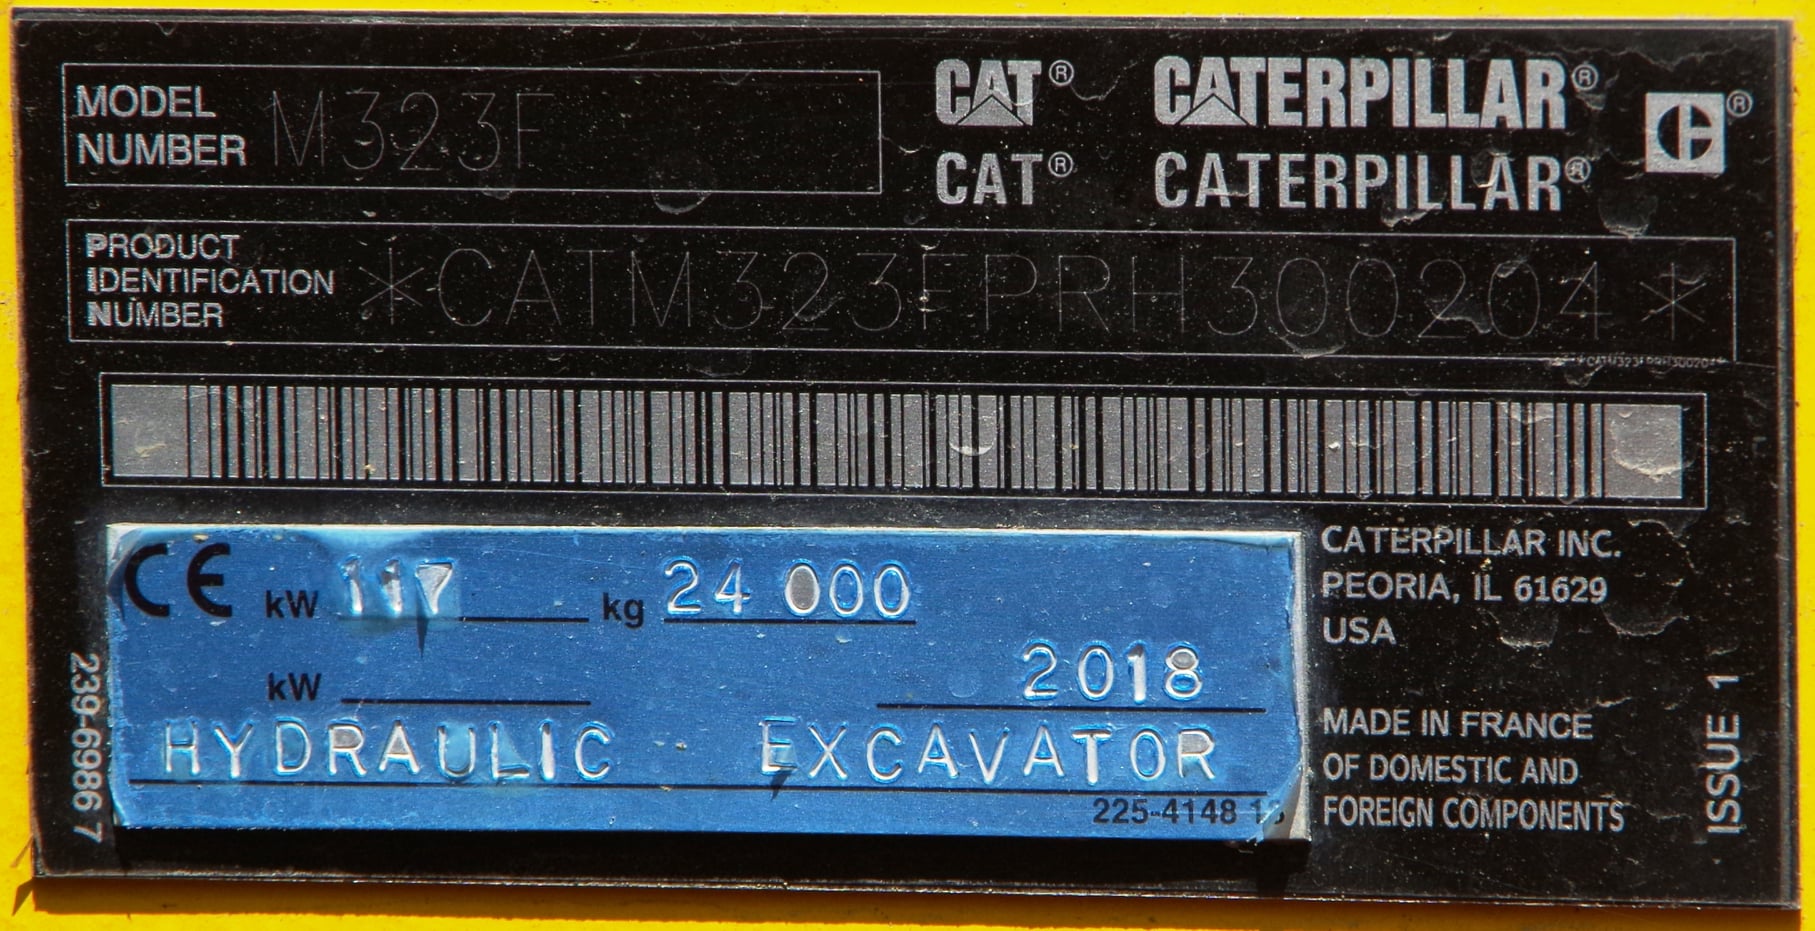 MODEL
NUMBER M323F
CAT® CATERPILLAR® ®
CAT® CATERPILLAR®
PRODUCT
IDENTIFICATION
NUMBER *CATM323FPRH300204*
*CATM323FPRH300204*
CE kW 117 kg 24 000
kW 2018
HYDRAULIC EXCAVATOR
225-4148
CATERPILLAR INC.
PEORIA, IL 61629
USA
MADE IN FRANCE
OF DOMESTIC AND
FOREIGN COMPONENTS
239-6986 7
ISSUE 1